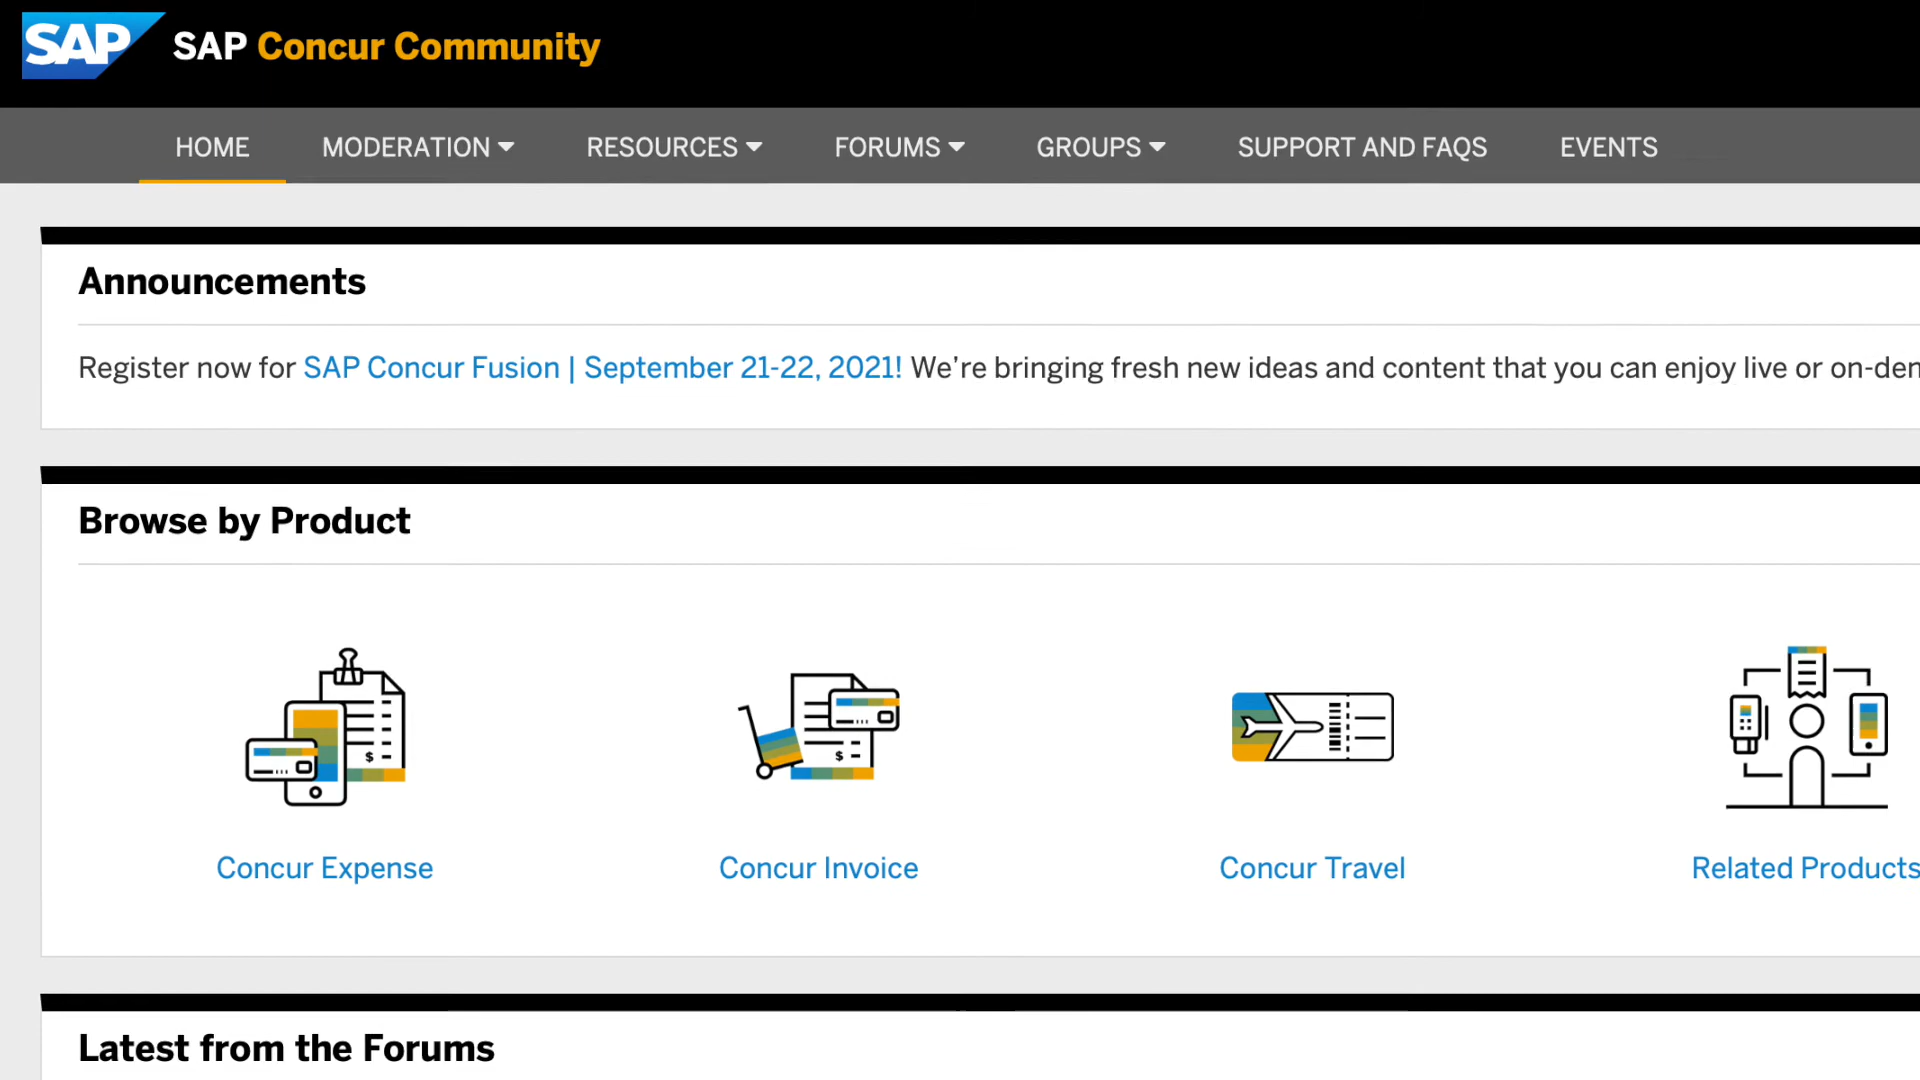 SAP SAP Concur Community
HOME MODERATION RESOURCES FORUMS GROUPS SUPPORT AND FAQS EVENTS
Announcements
Register now for SAP Concur Fusion | September 21-22, 2021! We're bringing fresh new ideas and content that you can enjoy live or on-den
Browse by Product
$ $
Concur Expense Concur Invoice Concur Travel Related Products
Latest from the Forums